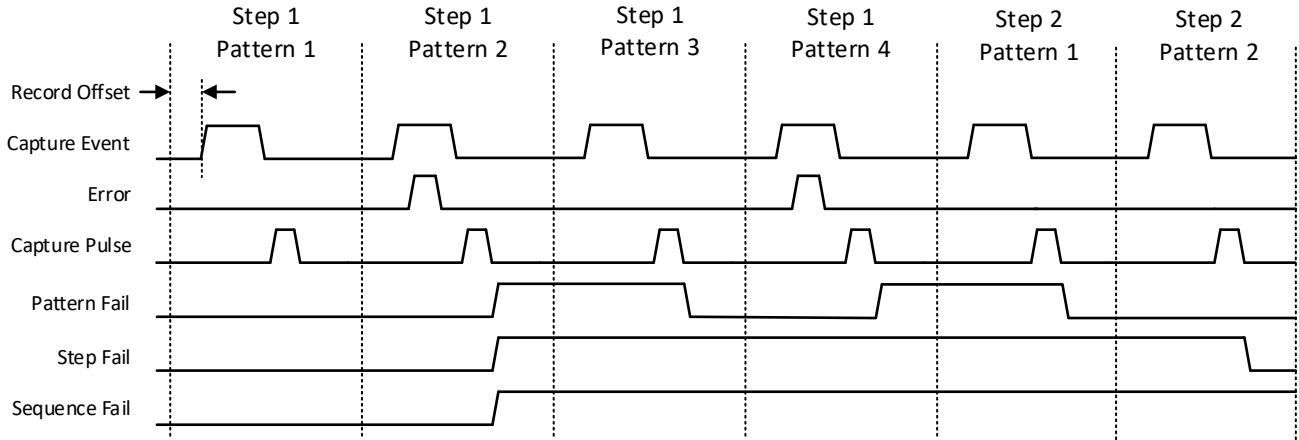 Step 1
Pattern 1
Step 1
Pattern 2
Step 1
Pattern 3
Step 1
Pattern 4
Step 2
Pattern 1
Step 2
Pattern 2
Record Offset
Capture Event
Error
Capture Pulse
Pattern Fail
Step Fail
Sequence Fail